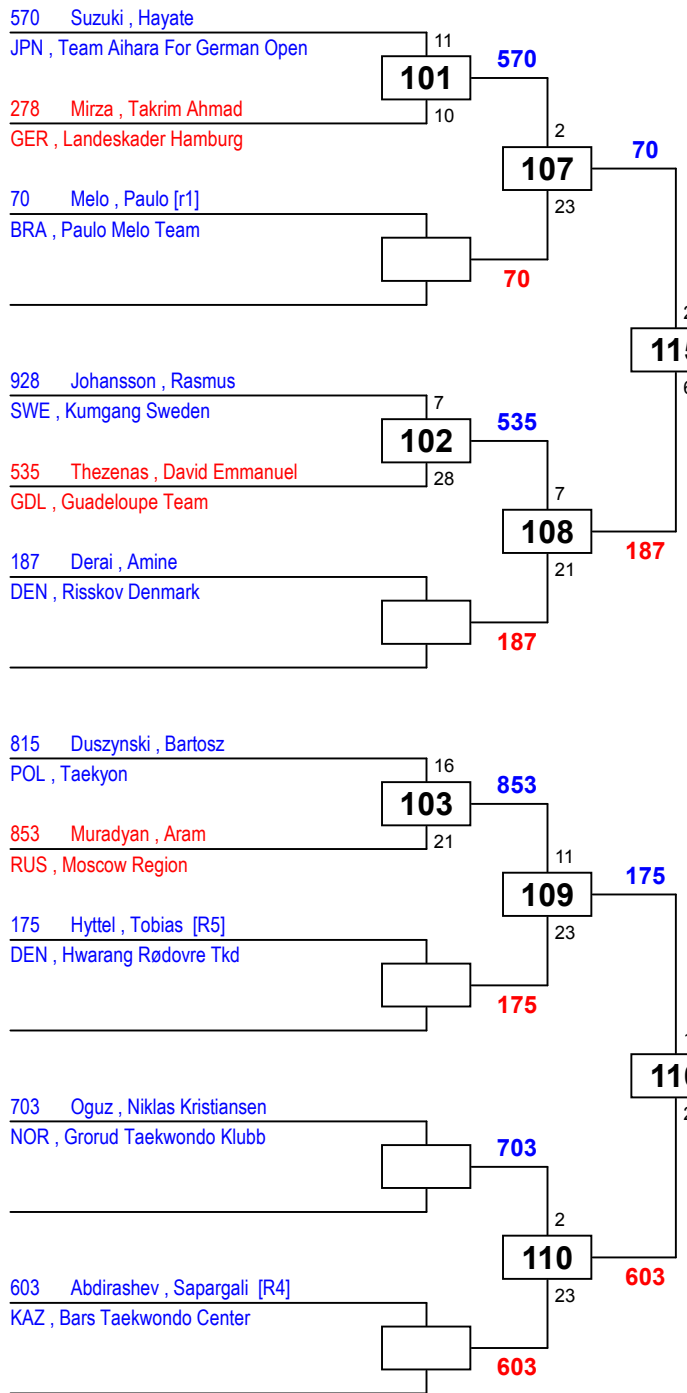 570 Suzuki , Hayate
JPN , Team Aihara For German Open
11
570
101
278 Mirza , Takrim Ahmad
10
GER , Landeskader Hamburg
2
70
107
70 Melo , Paulo [r1]
23
BRA , Paulo Melo Team
70
115
928 Johansson , Rasmus
7
SWE , Kumgang Sweden
535
102
535 Thezenas , David Emmanuel
28
GDL , Guadeloupe Team
7
108
187 Derai , Amine
21
187
DEN , Risskov Denmark
187
815 Duszynski , Bartosz
16
POL , Taekyon
853
103
853 Muradyan , Aram
21
RUS , Moscow Region
11
175
109
175 Hyttel , Tobias [R5]
23
DEN , Hwarang Rødovre Tkd
175
703 Oguz , Niklas Kristiansen
NOR , Grorud Taekwondo Klubb
703
2
110
603 Abdirashev , Sapargali [R4]
23
603
KAZ , Bars Taekwondo Center
603